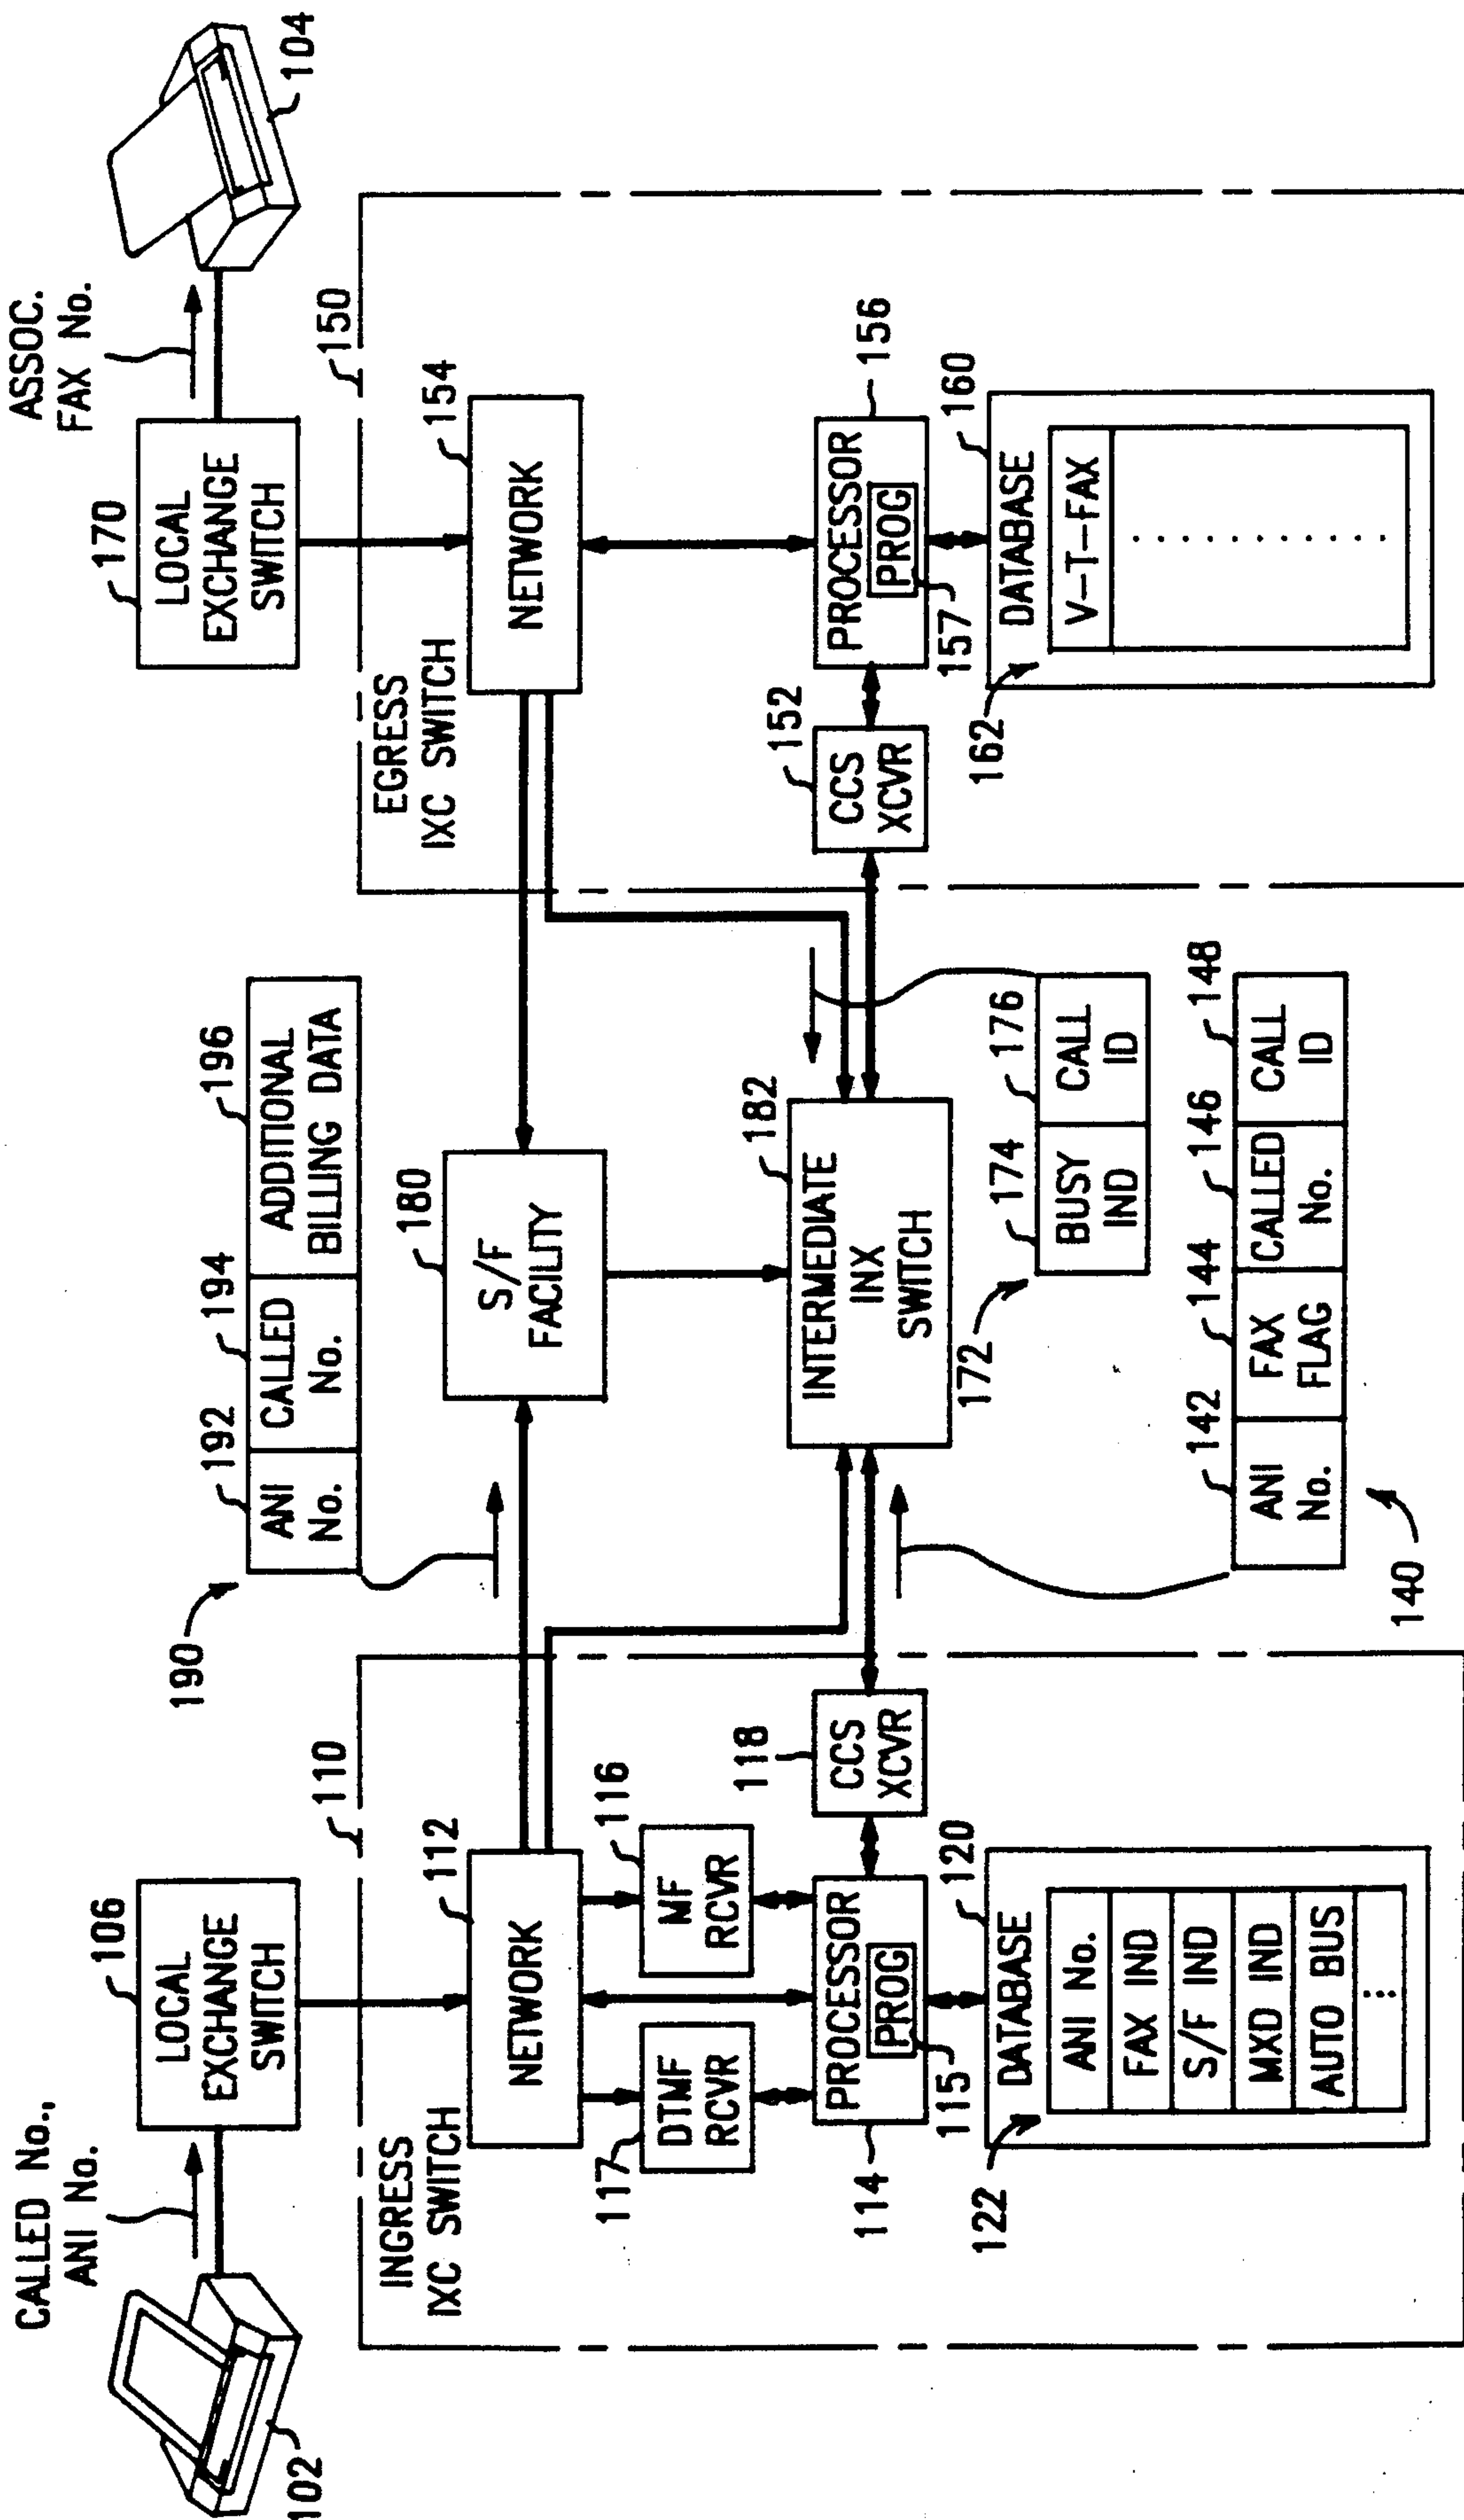 CALLED No.,
ANI No.
102
106
LOCAL
EXCHANGE
SWITCH
110
INGRESS
IXC SWITCH
112
NETWORK
117
DTMF
RCVR
116
MF
RCVR
114
PROCESSOR
PROG
115
118
CCS
XCVR
120
122
DATABASE
ANI No.
FAX IND
S/F IND
MXD IND
AUTO BUS
190
192
194
196
ANI
No.
CALLED
No.
ADDITIONAL
BILLING DATA
180
S/F
FACILITY
182
INTERMEDIATE
INX
SWITCH
172
174
176
BUSY
IND
CALL
ID
140
142
144
146
148
ANI
No.
FAX
FLAG
CALLED
No.
CALL
ID
ASSOC.
FAX No.
104
170
LOCAL
EXCHANGE
SWITCH
150
EGRESS
IXC SWITCH
154
NETWORK
152
CCS
XCVR
156
PROCESSOR
PROG
157
160
162
DATABASE
V-T-FAX